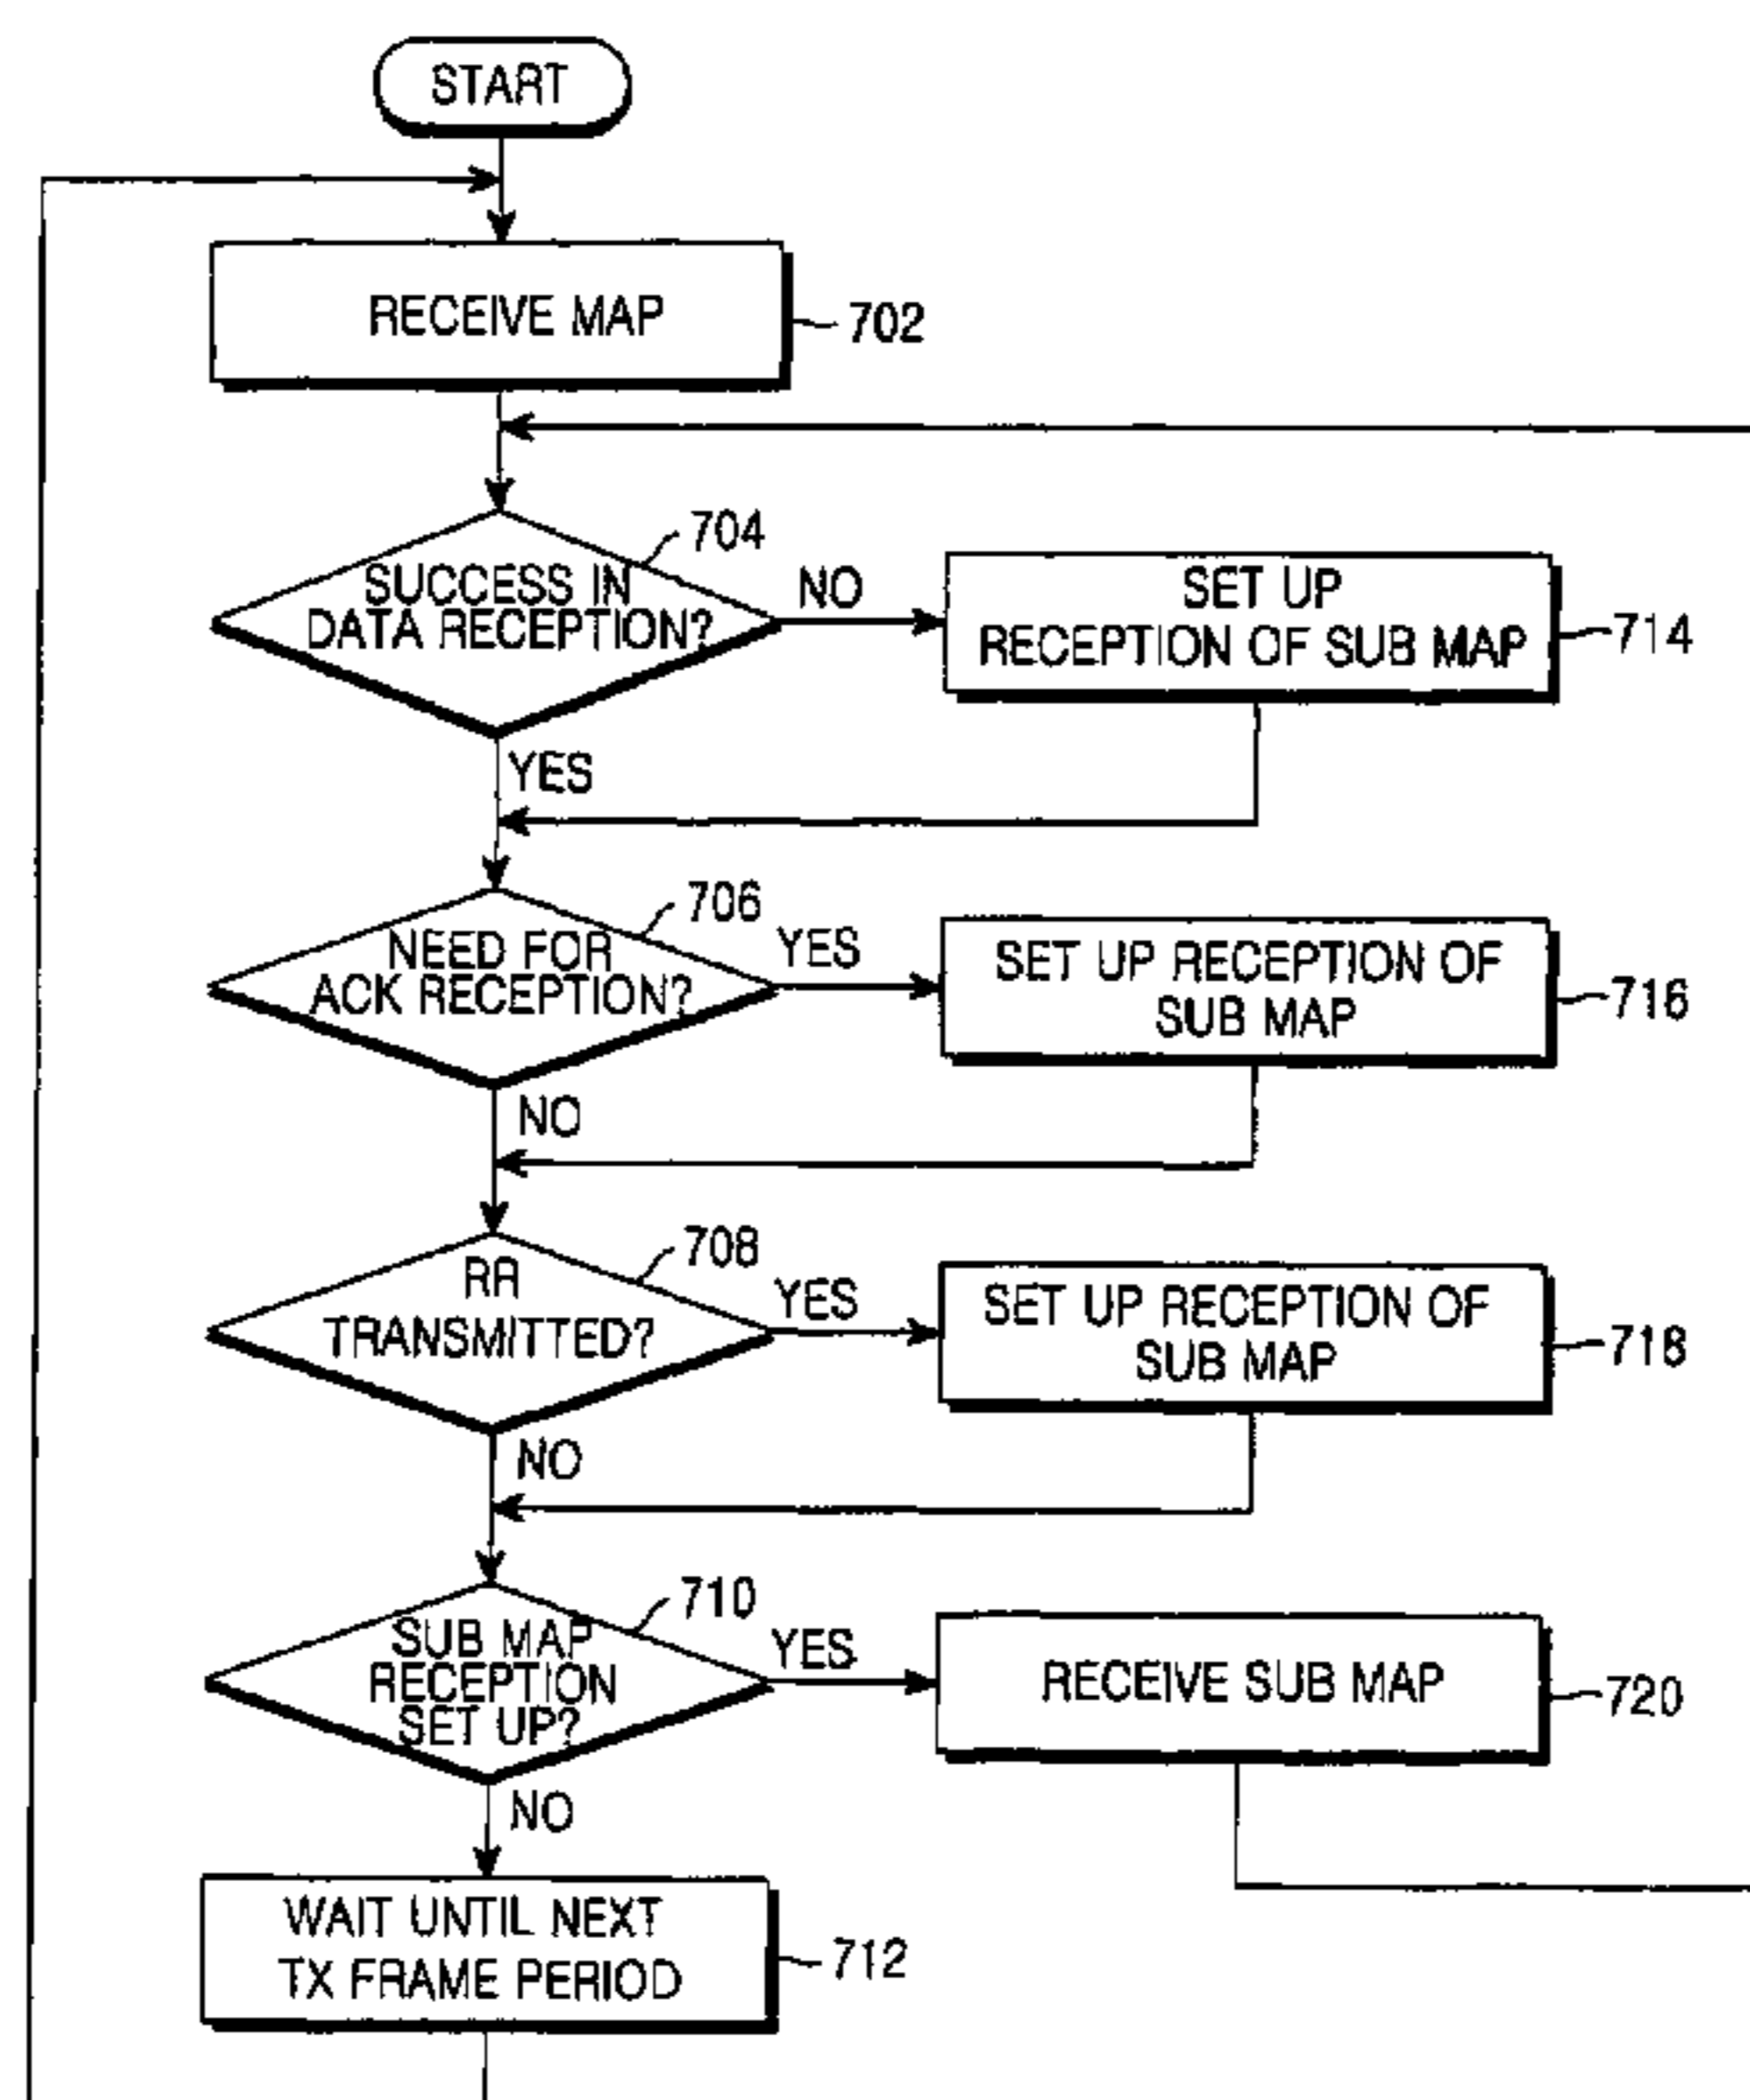 START
RECEIVE MAP
702
704
SUCCESS IN
DATA RECEPTION?
NO
SET UP
RECEPTION OF SUB MAP
714
YES
706
NEED FOR
ACK RECEPTION?
YES
SET UP RECEPTION OF
SUB MAP
716
NO
708
RR
TRANSMITTED?
YES
SET UP RECEPTION OF
SUB MAP
718
NO
710
SUB MAP
RECEPTION
SET UP?
YES
RECEIVE SUB MAP
720
NO
WAIT UNTIL NEXT
TX FRAME PERIOD
712